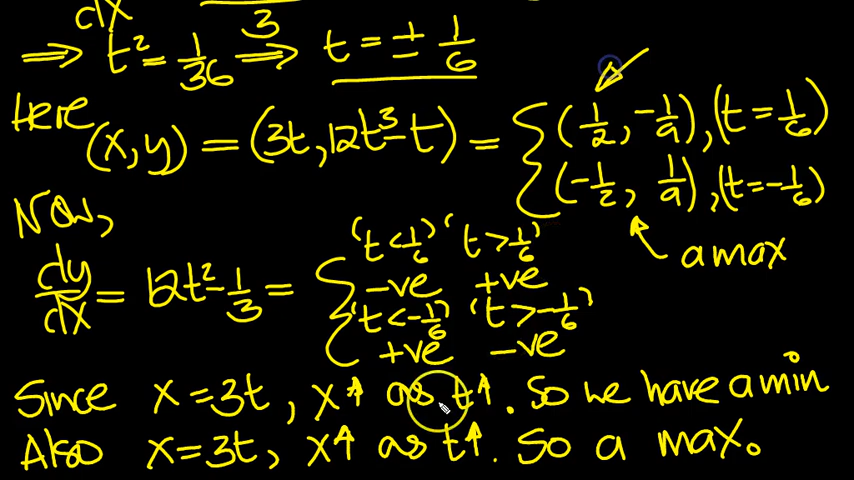 dx 3
⇒ t² = 1/36 ⇒ t = ± 1/6
Here (x, y) = (3t, 12t³ - t) = { (1/2, -1/9), (t = 1/6)
(-1/2, 1/9), (t = -1/6)
Now, a max
't < 1/6' 't > 1/6'
dy/dx = 12t² - 1/3 = { -ve +ve
't < -1/6' 't > -1/6'
+ve -ve
Since x = 3t, x↑ as t↑. So we have a min
Also x = 3t, x↑ as t↑. So a max.